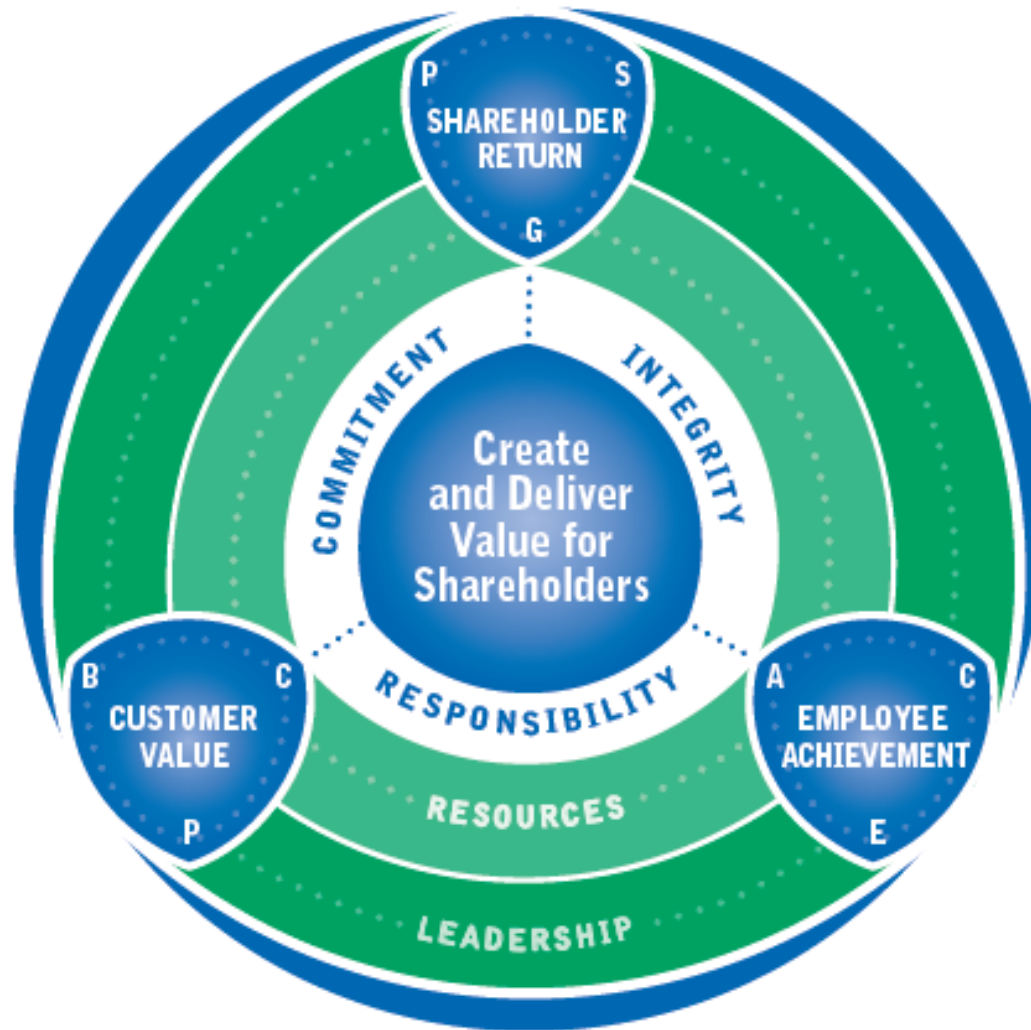 P S
SHAREHOLDER
RETURN
G
COMMITMENT
INTEGRITY
Create
and Deliver
Value for
Shareholders
RESPONSIBILITY
B C
CUSTOMER
VALUE
P
A C
EMPLOYEE
ACHIEVEMENT
E
RESOURCES
LEADERSHIP